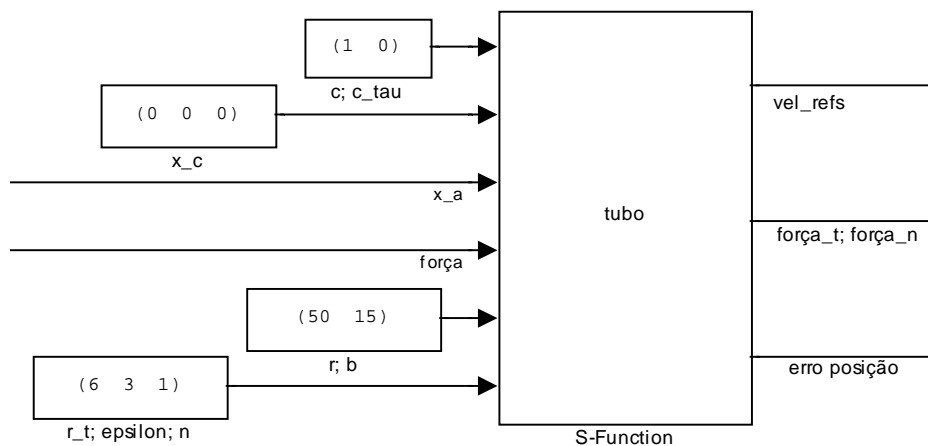 (1 0)
c; c_tau
(0 0 0)
x_c
x_a
força
(50 15)
r; b
(6 3 1)
r_t; epsilon; n
tubo
S-Function
vel_refs
força_t; força_n
erro posição